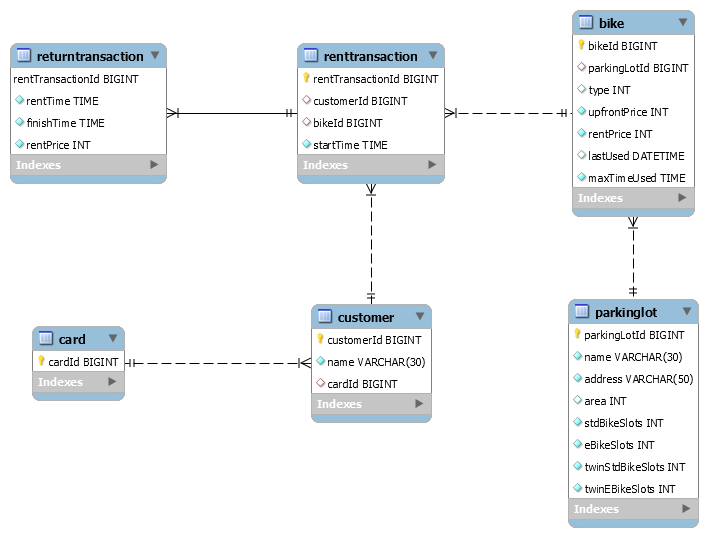 returntransaction
rentTransactionId BIGINT
rentTime TIME
finishTime TIME
rentPrice INT
Indexes
renttransaction
rentTransactionId BIGINT
customerId BIGINT
bikeId BIGINT
startTime TIME
Indexes
bike
bikeId BIGINT
parkingLotId BIGINT
type INT
upfrontPrice INT
rentPrice INT
lastUsed DATETIME
maxTimeUsed TIME
Indexes
card
cardId BIGINT
Indexes
customer
customerId BIGINT
name VARCHAR(30)
cardId BIGINT
Indexes
parkinglot
parkingLotId BIGINT
name VARCHAR(30)
address VARCHAR(50)
area INT
stdBikeSlots INT
eBikeSlots INT
twinStdBikeSlots INT
twinEBikeSlots INT
Indexes